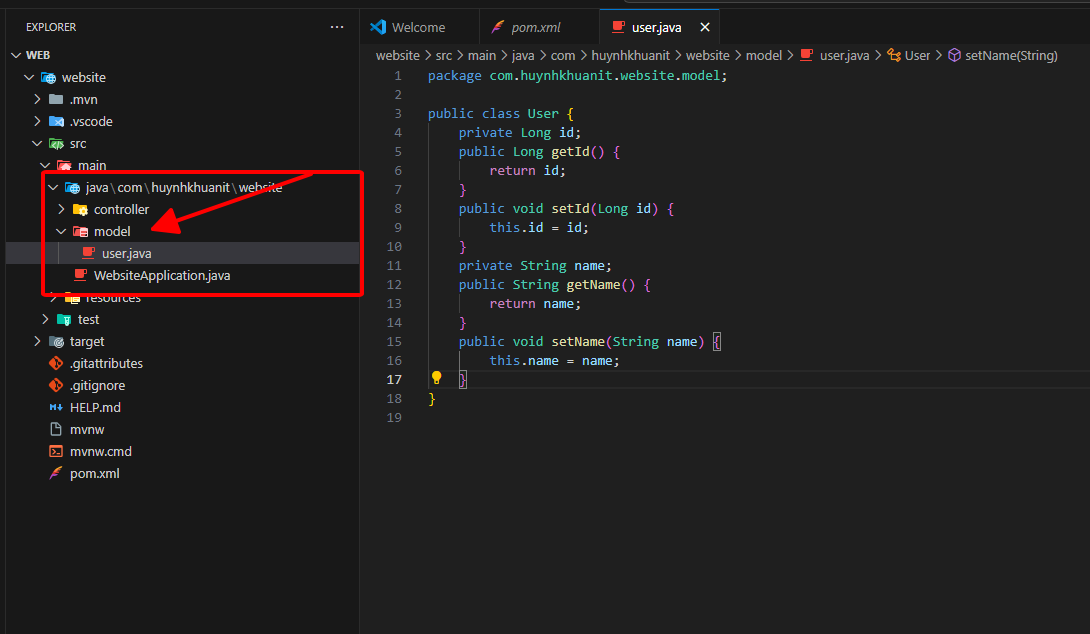 EXPLORER
WEB
website
.mvn
.vscode
src
main
java\com\huynhkhuanit\website
controller
model
user.java
WebsiteApplication.java
resources
test
target
.gitattributes
.gitignore
HELP.md
mvnw
mvnw.cmd
pom.xml
Welcome
pom.xml
user.java
website > src > main > java > com > huynhkhuanit > website > model > user.java > User > setName(String)
1 package com.huynhkhuanit.website.model;
2
3 public class User {
4 private Long id;
5 public Long getId() {
6 return id;
7 }
8 public void setId(Long id) {
9 this.id = id;
10 }
11 private String name;
12 public String getName() {
13 return name;
14 }
15 public void setName(String name) {
16 this.name = name;
17 }
18 }
19